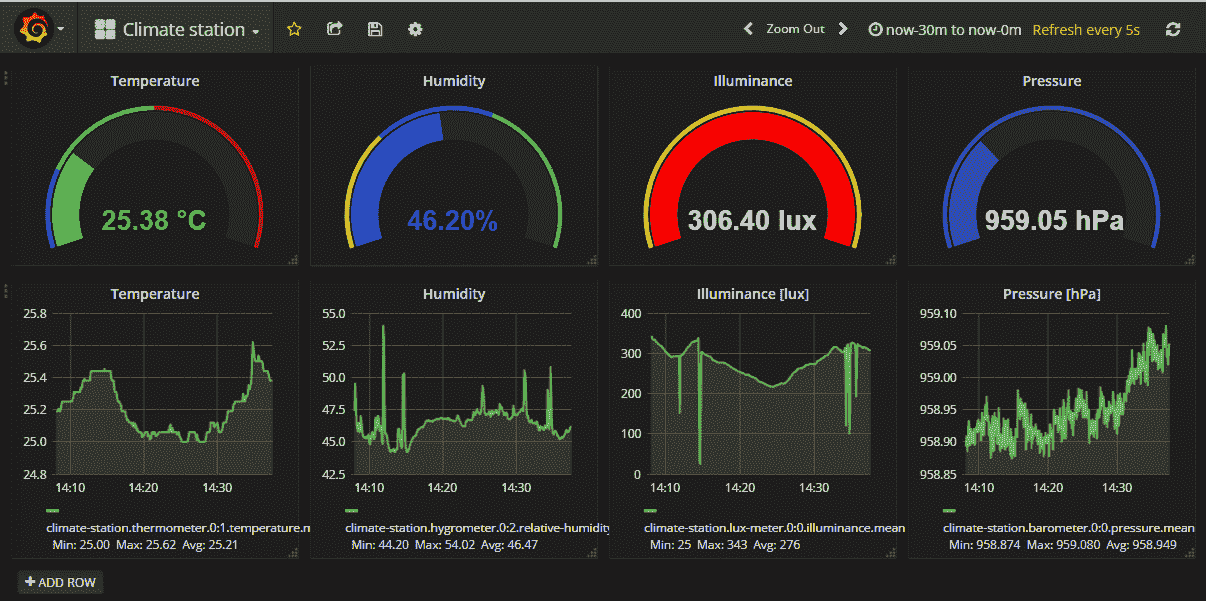 Climate station
Zoom Out
now-30m to now-0m
Refresh every 5s
Temperature
Humidity
Illuminance
Pressure
25.38 °C
46.20%
306.40 lux
959.05 hPa
Temperature
25.8
25.6
25.4
25.2
25.0
24.8
14:10 14:20 14:30
climate-station.thermometer.0:1.temperature.n
Min: 25.00 Max: 25.62 Avg: 25.21
Humidity
55.0
52.5
50.0
47.5
45.0
42.5
14:10 14:20 14:30
climate-station.hygrometer.0:2.relative-humidity
Min: 44.20 Max: 54.02 Avg: 46.47
Illuminance [lux]
400
300
200
100
0
14:10 14:20 14:30
climate-station.lux-meter.0:0.illuminance.mean
Min: 25 Max: 343 Avg: 276
Pressure [hPa]
959.10
959.05
959.00
958.95
958.90
958.85
14:10 14:20 14:30
climate-station.barometer.0:0.pressure.mean
Min: 958.874 Max: 959.080 Avg: 958.949
ADD ROW